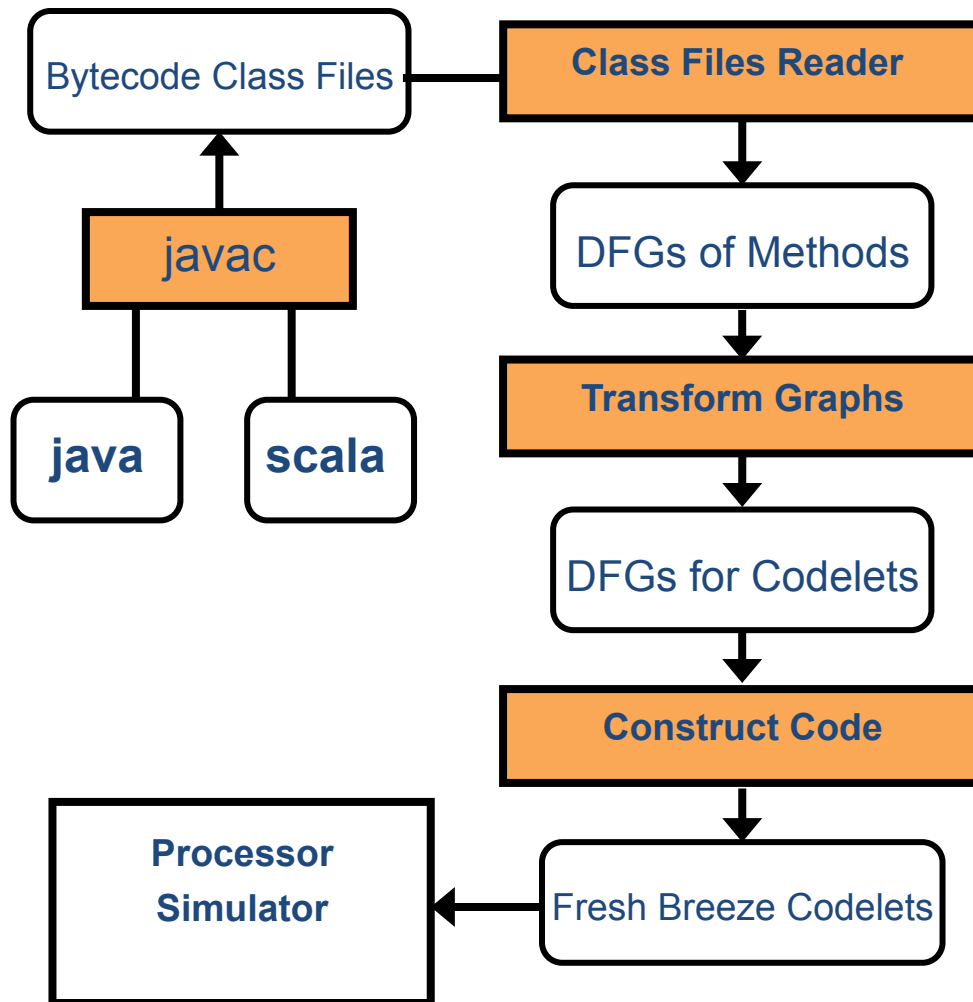 Bytecode Class Files
Class Files Reader
javac
DFGs of Methods
java
scala
Transform Graphs
DFGs for Codelets
Construct Code
Processor
Simulator
Fresh Breeze Codelets